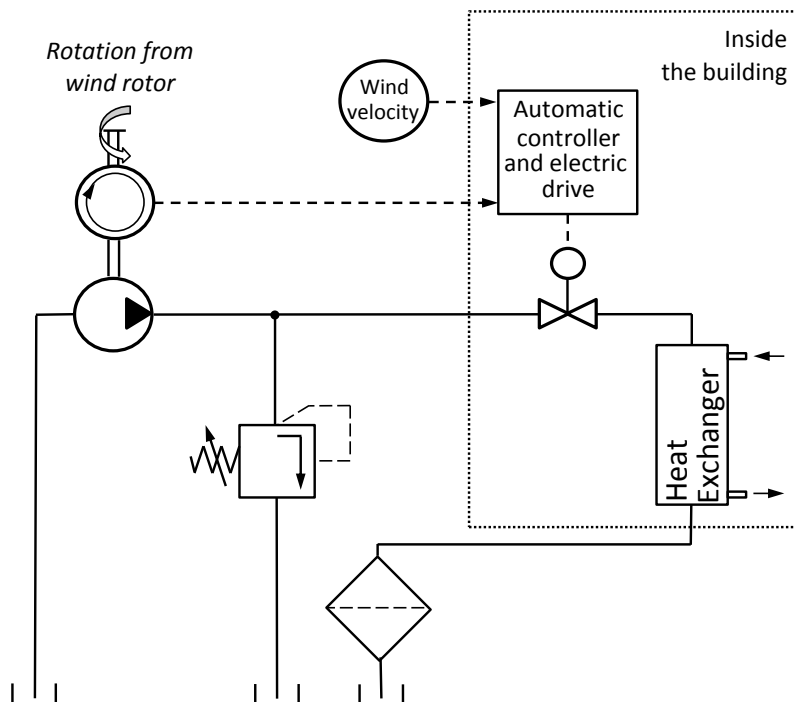 Rotation from
wind rotor
Wind
velocity
Inside
the building
Automatic
controller
and electric
drive
Heat
Exchanger